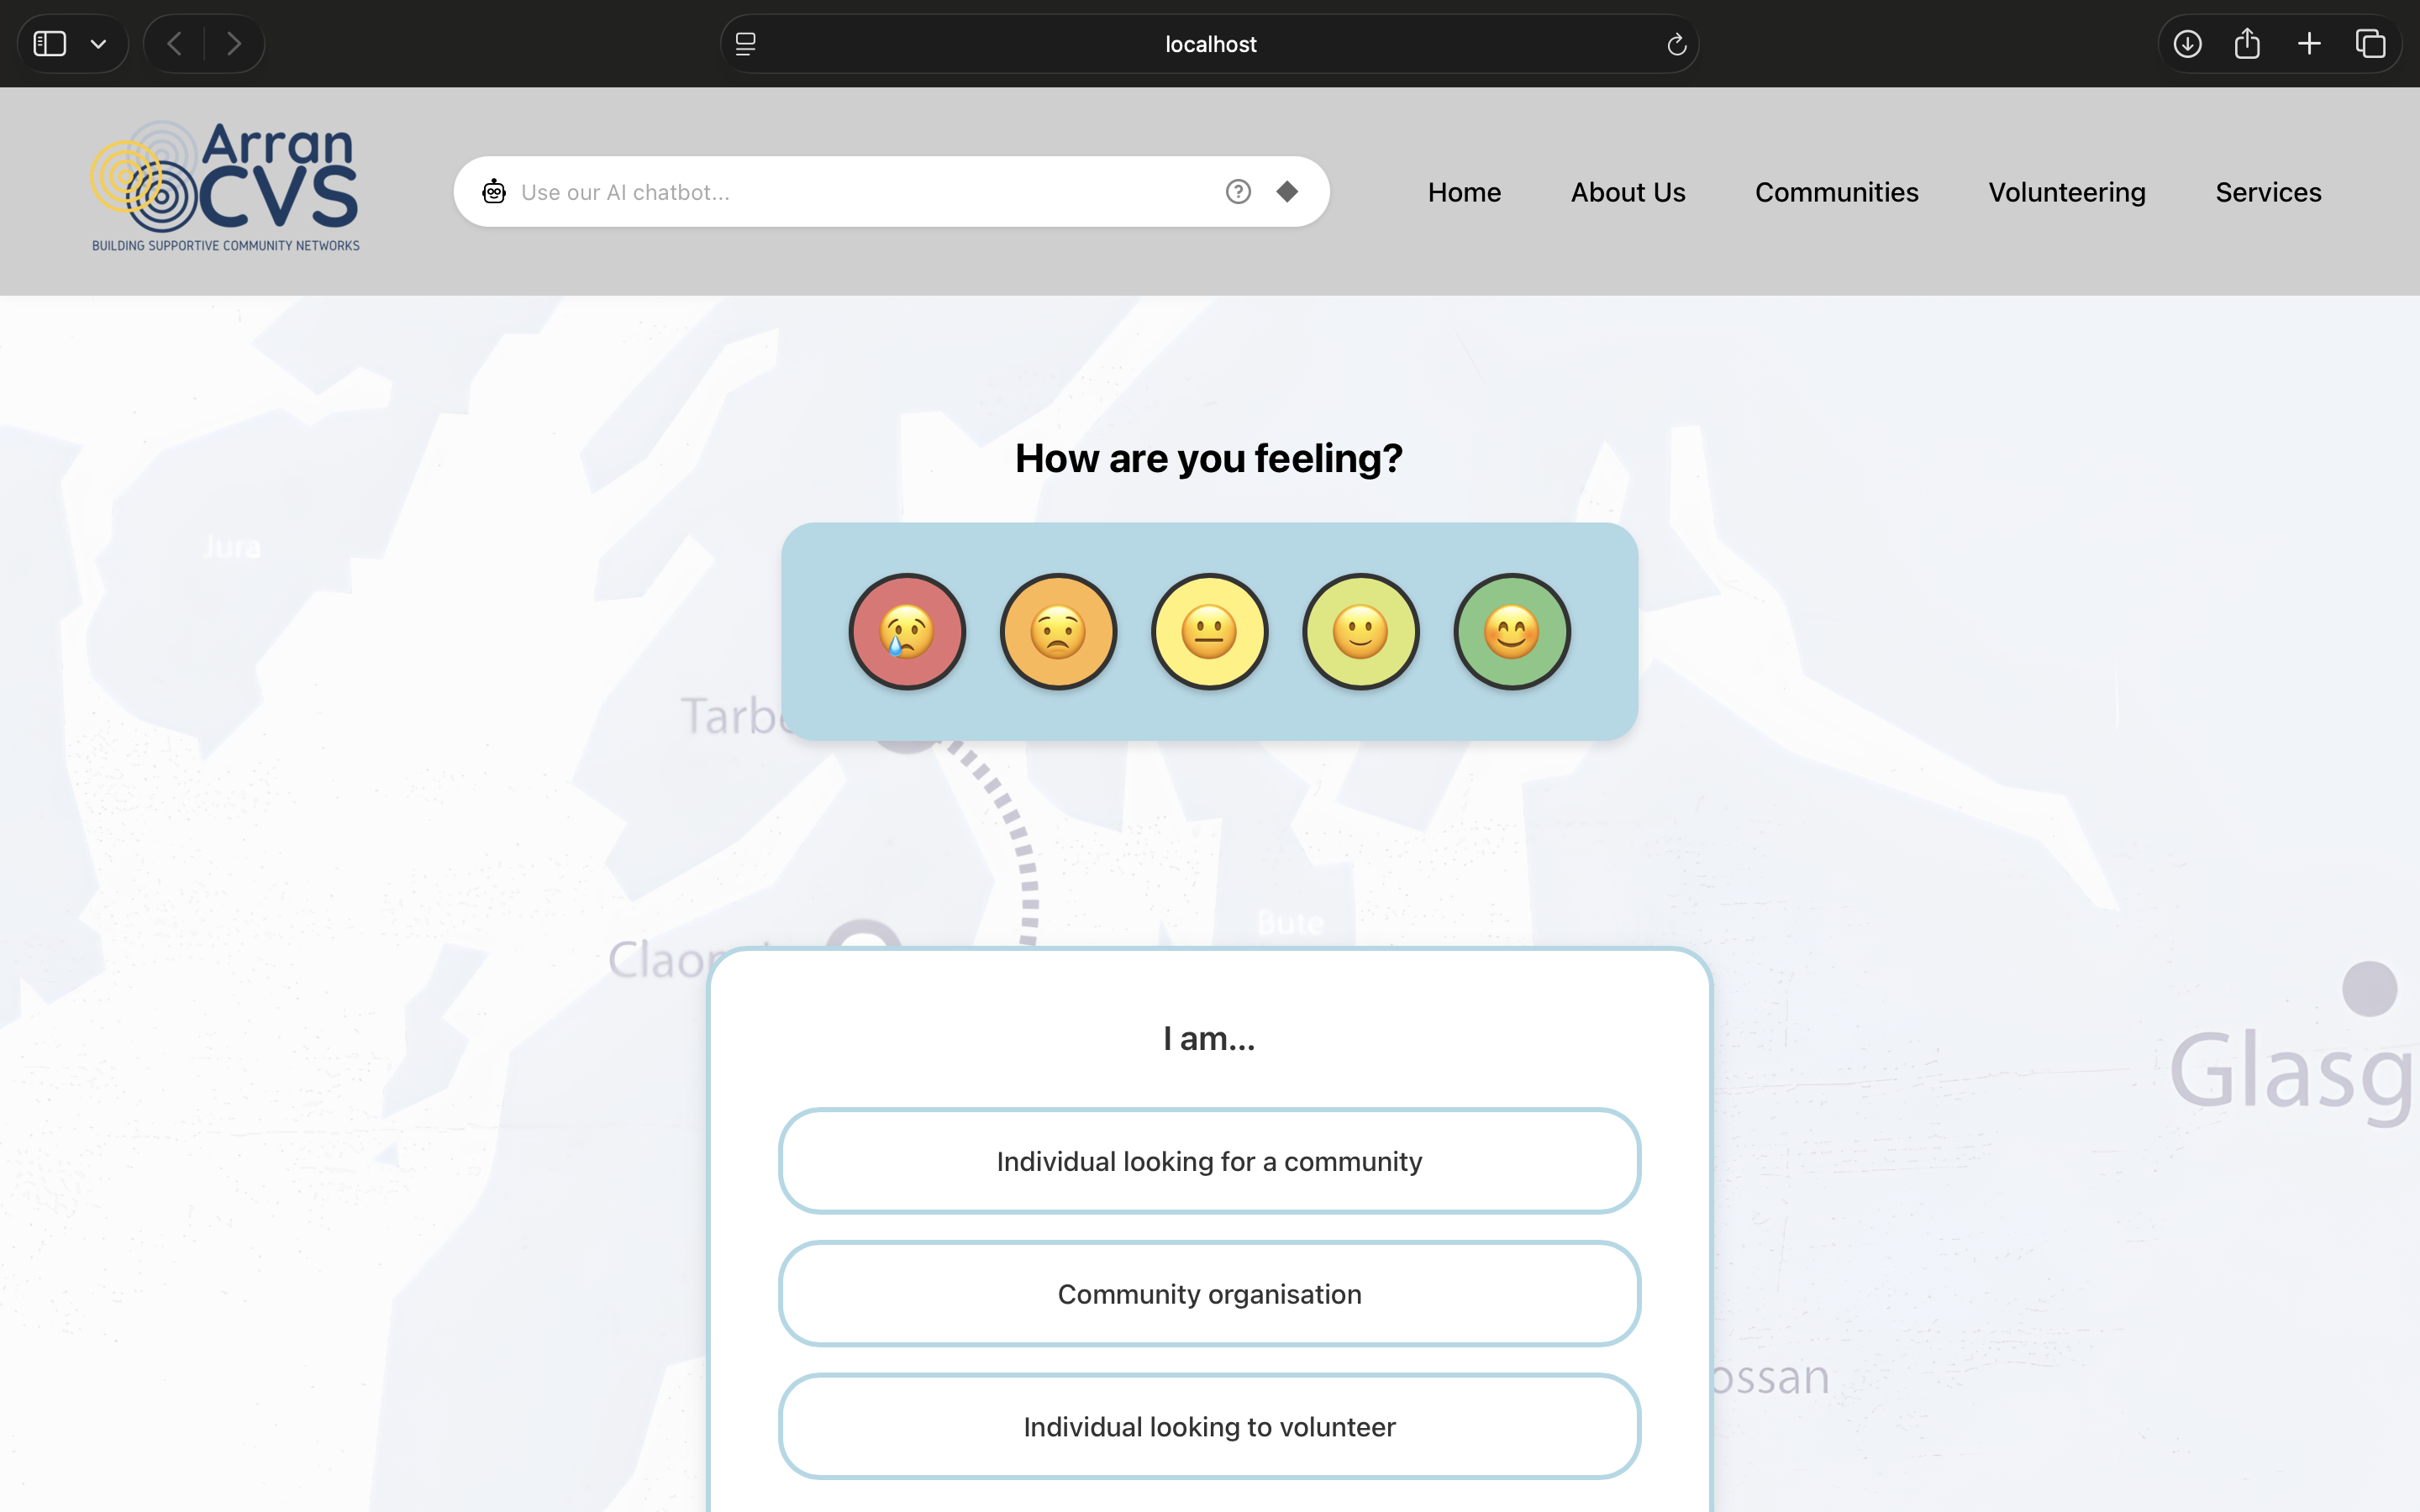 localhost
Arran
CVS
BUILDING SUPPORTIVE COMMUNITY NETWORKS
Use our AI chatbot...
Home
About Us
Communities
Volunteering
Services
How are you feeling?
Jura
Tarb
Bute
Claon
I am...
Glasg
Individual looking for a community
Community organisation
ossan
Individual looking to volunteer